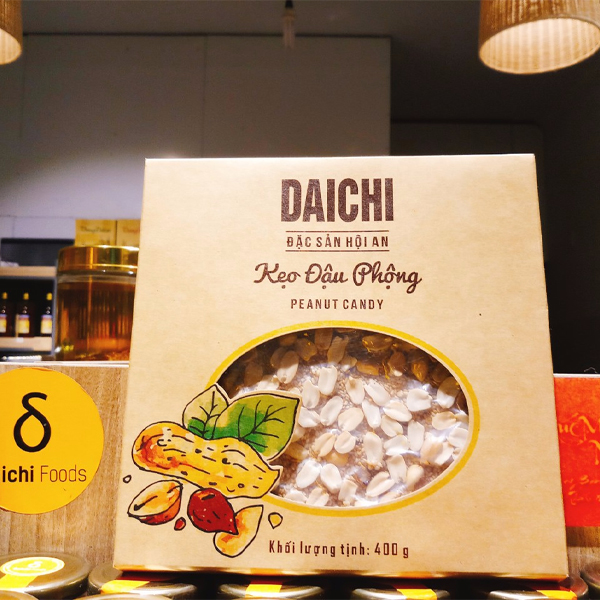 DAICHI
ĐẶC SẢN HỘI AN
Kẹo Đậu Phộng
PEANUT CANDY
Khối lượng tịnh: 400 g
δ
ichi Foods